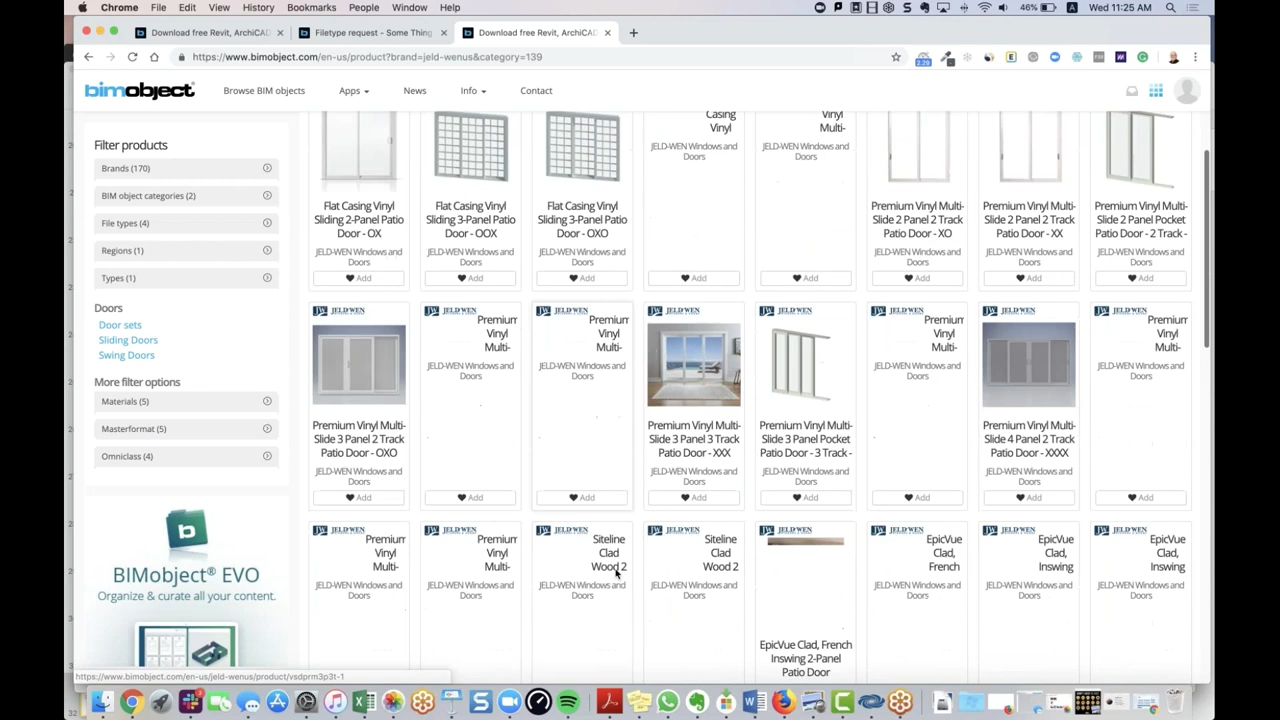 Chrome File Edit View History Bookmarks People Window Help
46% Wed 11:25 AM
Download free Revit, ArchiCAD
Filetype request - Some Thing
Download free Revit, ArchiCAD
https://www.bimobject.com/en-us/product?brand=jeld-wenus&category=139
2.29
bimobject
Browse BIM objects
Apps
News
Info
Contact
Filter products
Brands (170)
BIM object categories (2)
File types (4)
Regions (1)
Types (1)
Doors
Door sets
Sliding Doors
Swing Doors
More filter options
Materials (5)
Masterformat (5)
Omniclass (4)
b
BIMobject® EVO
Organize & curate all your content.
Flat Casing Vinyl
Sliding 2-Panel Patio
Door - OX
JELD-WEN Windows and
Doors
Add
Flat Casing Vinyl
Sliding 3-Panel Patio
Door - OOX
JELD-WEN Windows and
Doors
Add
Flat Casing Vinyl
Sliding 3-Panel Patio
Door - OXO
JELD-WEN Windows and
Doors
Add
Casing
Vinyl
JELD-WEN Windows and
Doors
Add
Vinyl
Multi-
JELD-WEN Windows and
Doors
Add
Premium Vinyl Multi-
Slide 2 Panel 2 Track
Patio Door - XO
JELD-WEN Windows and
Doors
Add
Premium Vinyl Multi-
Slide 2 Panel 2 Track
Patio Door - XX
JELD-WEN Windows and
Doors
Add
Premium Vinyl Multi-
Slide 2 Panel Pocket
Patio Door - 2 Track -
JELD-WEN Windows and
Doors
Add
JW JELD WEN
Premium Vinyl Multi-
Slide 3 Panel 2 Track
Patio Door - OXO
JELD-WEN Windows and
Doors
Add
JW JELD WEN
Premium
Vinyl
Multi-
JELD-WEN Windows and
Doors
Add
JW JELD WEN
Premium
Vinyl
Multi-
JELD-WEN Windows and
Doors
Add
JW JELD WEN
Premium Vinyl Multi-
Slide 3 Panel 3 Track
Patio Door - XXX
JELD-WEN Windows and
Doors
Add
JW JELD WEN
Premium Vinyl Multi-
Slide 3 Panel Pocket
Patio Door - 3 Track -
JELD-WEN Windows and
Doors
Add
JW JELD WEN
Premium
Vinyl
Multi-
JELD-WEN Windows and
Doors
Add
JW JELD WEN
Premium Vinyl Multi-
Slide 4 Panel 2 Track
Patio Door - XXXX
JELD-WEN Windows and
Doors
Add
JW JELD WEN
Premium
Vinyl
Multi-
JELD-WEN Windows and
Doors
Add
JW JELD WEN
Premium
Vinyl
Multi-
JELD-WEN Windows and
Doors
JW JELD WEN
Premium
Vinyl
Multi-
JELD-WEN Windows and
Doors
JW JELD WEN
Siteline
Clad
Wood 2
JELD-WEN Windows and
Doors
JW JELD WEN
Siteline
Clad
Wood 2
JELD-WEN Windows and
Doors
JW JELD WEN
EpicVue Clad, French
Inswing 2-Panel
Patio Door
JW JELD WEN
EpicVue
Clad,
French
JELD-WEN Windows and
Doors
JW JELD WEN
EpicVue
Clad,
Inswing
JELD-WEN Windows and
Doors
JW JELD WEN
EpicVue
Clad,
Inswing
JELD-WEN Windows and
Doors
https://www.bimobject.com/en-us/jeld-wenus/product/vsdprm3p3t-1